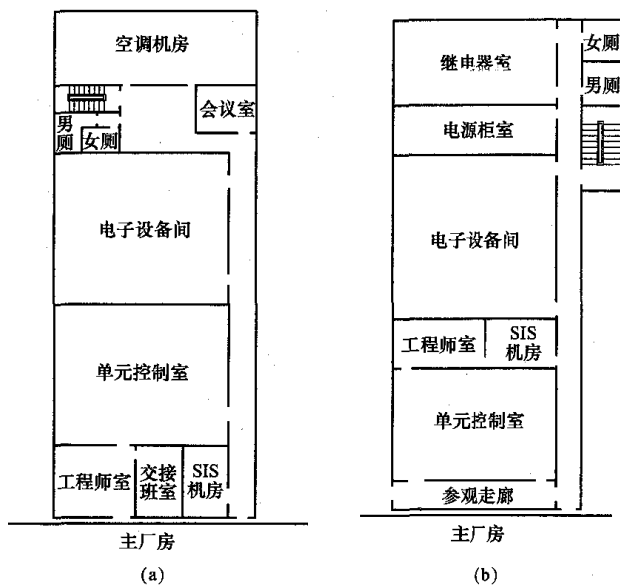 空调机房
会议室
男
厕
女厕
电子设备间
单元控制室
工程师室
交接
班室
SIS
机房
主厂房
(a)
继电器室
女厕
男厕
电源柜室
电子设备间
工程师室
SIS
机房
单元控制室
参观走廊
主厂房
(b)